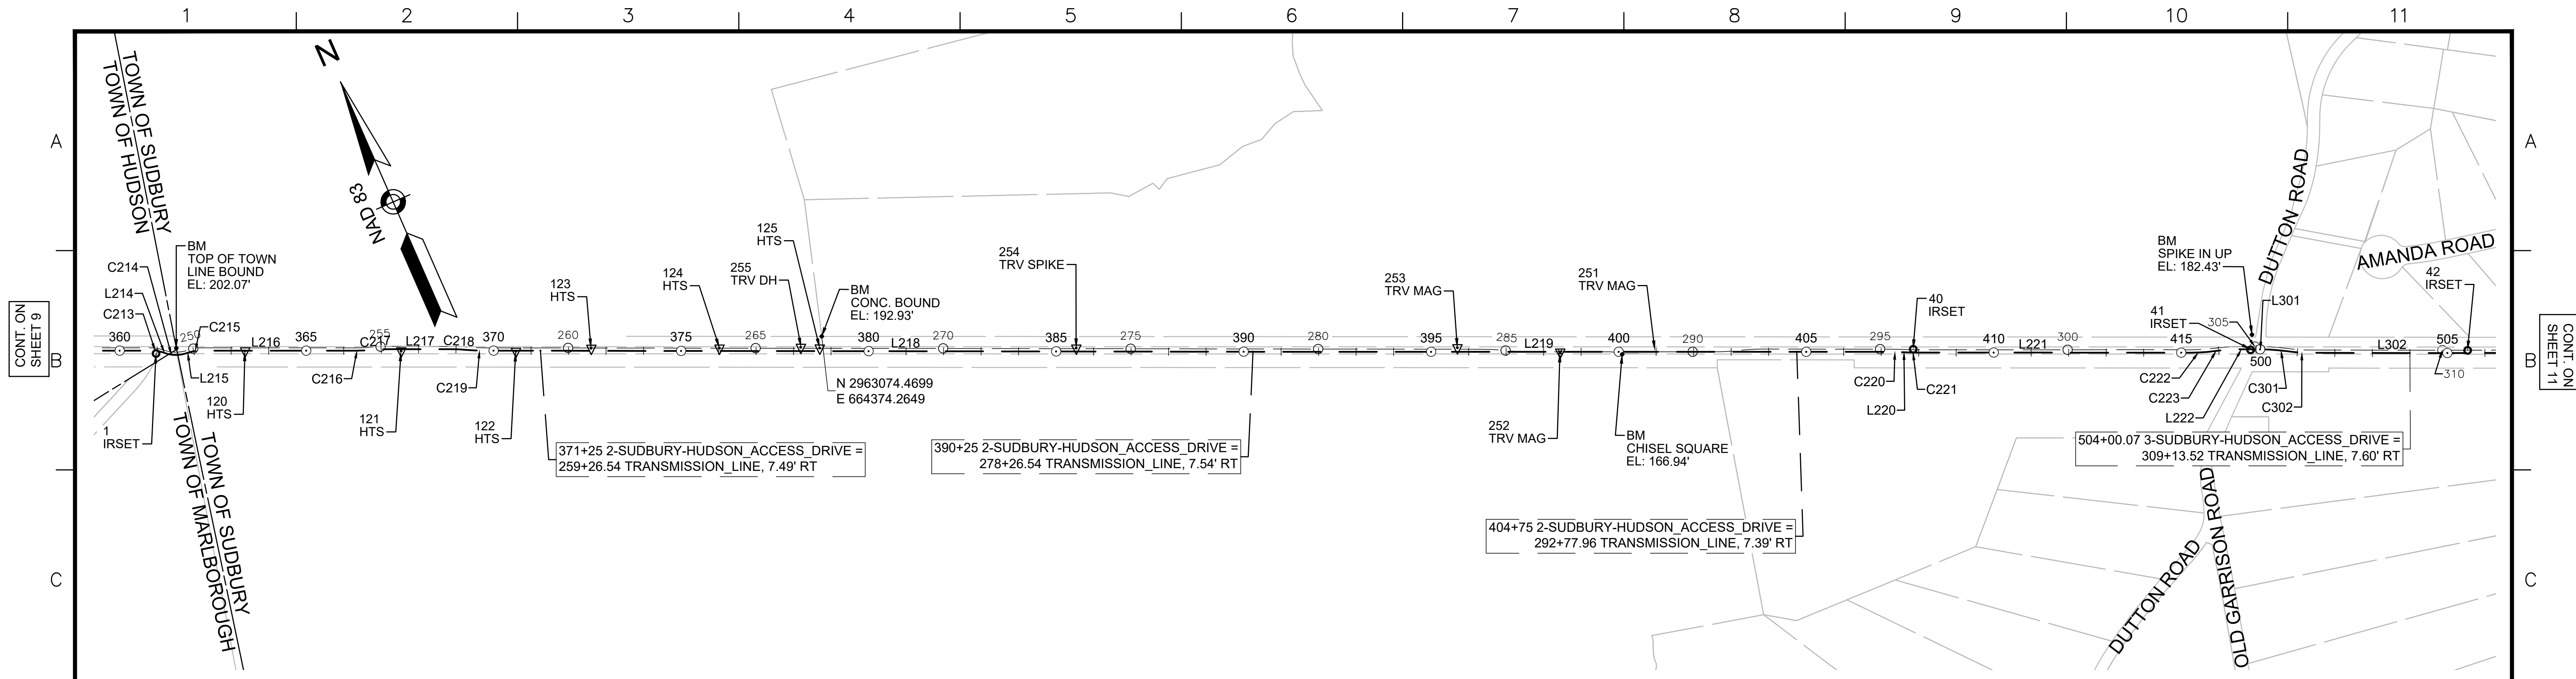 1
2
3
4
5
6
7
8
9
10
11
A
A
B
B
C
C
CONT. ON
SHEET 9
CONT. ON
SHEET 11
TOWN OF SUDBURY
TOWN OF HUDSON
TOWN OF SUDBURY
TOWN OF MARLBOROUGH
N
NAD 83
BM
TOP OF TOWN
LINE BOUND
EL: 202.07'
C214
L214
C213
C215
L215
1
IRSET
120
HTS
121
HTS
122
HTS
123
HTS
124
HTS
255
TRV DH
125
HTS
BM
CONC. BOUND
EL: 192.93'
254
TRV SPIKE
253
TRV MAG
251
TRV MAG
252
TRV MAG
BM
CHISEL SQUARE
EL: 166.94'
40
IRSET
C220
C221
L220
BM
SPIKE IN UP
EL: 182.43'
41
IRSET
305
L301
42
IRSET
360
250
L216
365
255
C217
L217
C218
370
260
375
265
380
L218
270
385
275
390
280
395
285
L219
400
290
405
295
410
L221
300
415
500
L302
505
310
C216
C219
C222
C223
L222
C301
C302
N 2963074.4699
E 664374.2649
371+25 2-SUDBURY-HUDSON_ACCESS_DRIVE =
259+26.54 TRANSMISSION_LINE, 7.49' RT
390+25 2-SUDBURY-HUDSON_ACCESS_DRIVE =
278+26.54 TRANSMISSION_LINE, 7.54' RT
404+75 2-SUDBURY-HUDSON_ACCESS_DRIVE =
292+77.96 TRANSMISSION_LINE, 7.39' RT
504+00.07 3-SUDBURY-HUDSON_ACCESS_DRIVE =
309+13.52 TRANSMISSION_LINE, 7.60' RT
DUTTON ROAD
AMANDA ROAD
DUTTON ROAD
OLD GARRISON ROAD